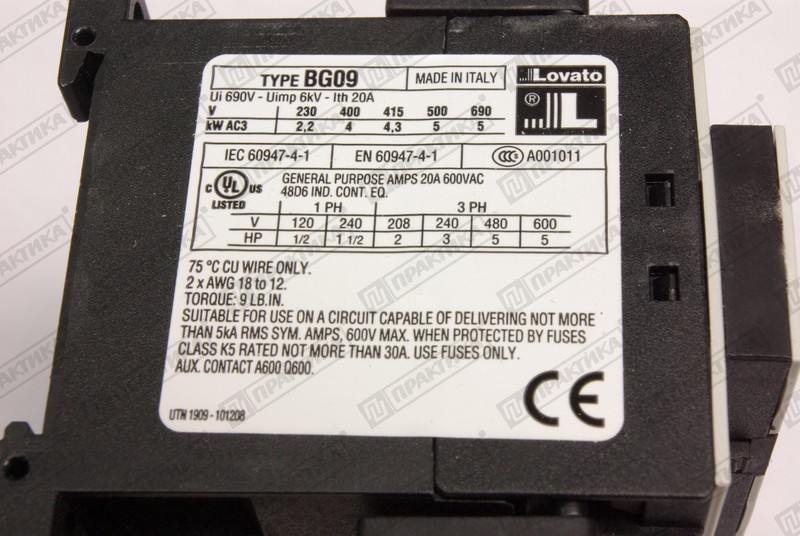 TYPE BG09 MADE IN ITALY Lovato
Ui 690V - Uimp 6kV - Ith 20A
V 230 400 415 500 690 ®
kW AC3 2,2 4 4,3 5 5
IEC 60947-4-1 EN 60947-4-1 CCC A001011
C UL US LISTED
GENERAL PURPOSE AMPS 20A 600VAC
48D6 IND. CONT. EQ.
1 PH 3 PH
V 120 240 208 240 480 600
HP 1/2 1 1/2 2 3 5 5
75 °C CU WIRE ONLY.
2 x AWG 18 to 12.
TORQUE: 9 LB.IN.
SUITABLE FOR USE ON A CIRCUIT CAPABLE OF DELIVERING NOT MORE
THAN 5kA RMS SYM. AMPS, 600V MAX. WHEN PROTECTED BY FUSES
CLASS K5 RATED NOT MORE THAN 30A. USE FUSES ONLY.
AUX. CONTACT A600 Q600.
UTN 1909 - 101208
CE
ПРАКТИКА